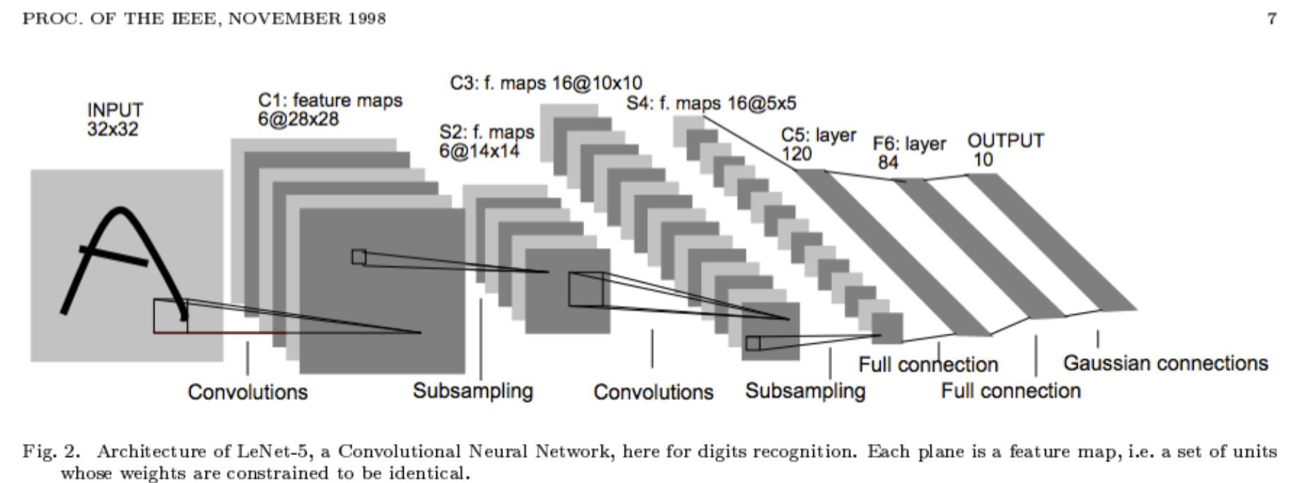 PROC. OF THE IEEE, NOVEMBER 1998 7
INPUT
32x32
C1: feature maps
6@28x28
S2: f. maps
6@14x14
C3: f. maps 16@10x10
S4: f. maps 16@5x5
C5: layer
120
F6: layer
84
OUTPUT
10
Convolutions
Subsampling
Convolutions
Subsampling
Full connection
Full connection
Gaussian connections
A
Fig. 2. Architecture of LeNet-5, a Convolutional Neural Network, here for digits recognition. Each plane is a feature map, i.e. a set of units
whose weights are constrained to be identical.